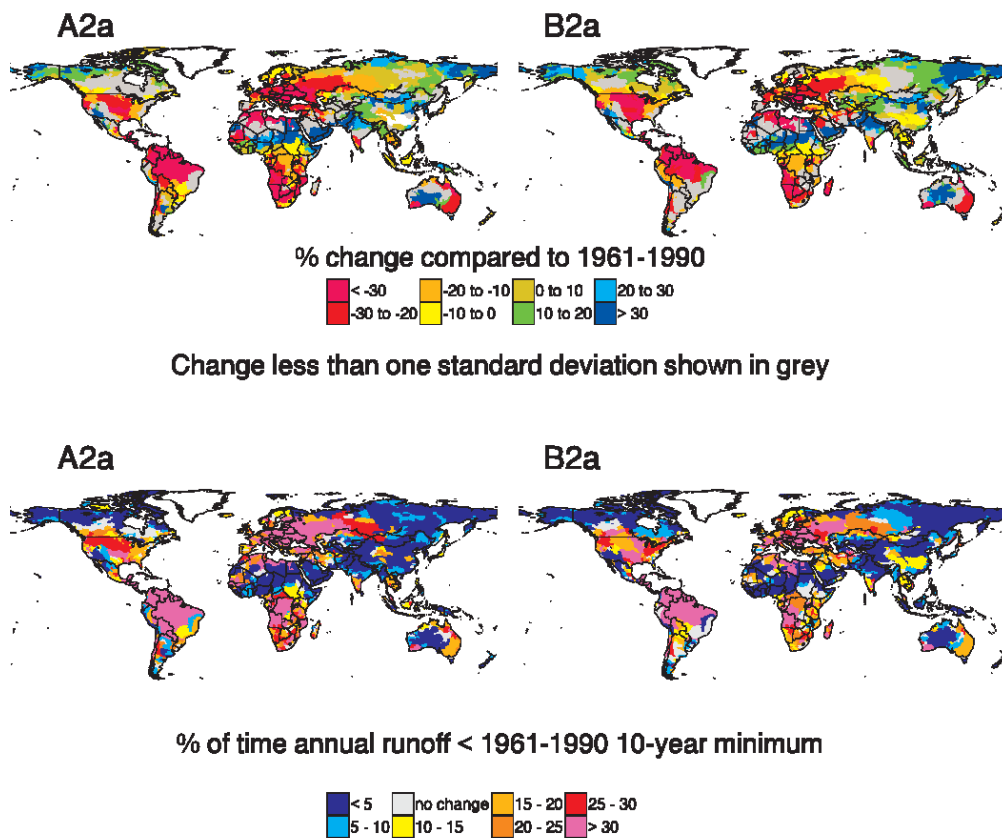 A2a
B2a
% change compared to 1961-1990
< -30
-20 to -10
0 to 10
20 to 30
-30 to -20
-10 to 0
10 to 20
> 30
Change less than one standard deviation shown in grey
A2a
B2a
% of time annual runoff < 1961-1990 10-year minimum
< 5
no change
15 - 20
25 - 30
5 - 10
10 - 15
20 - 25
> 30